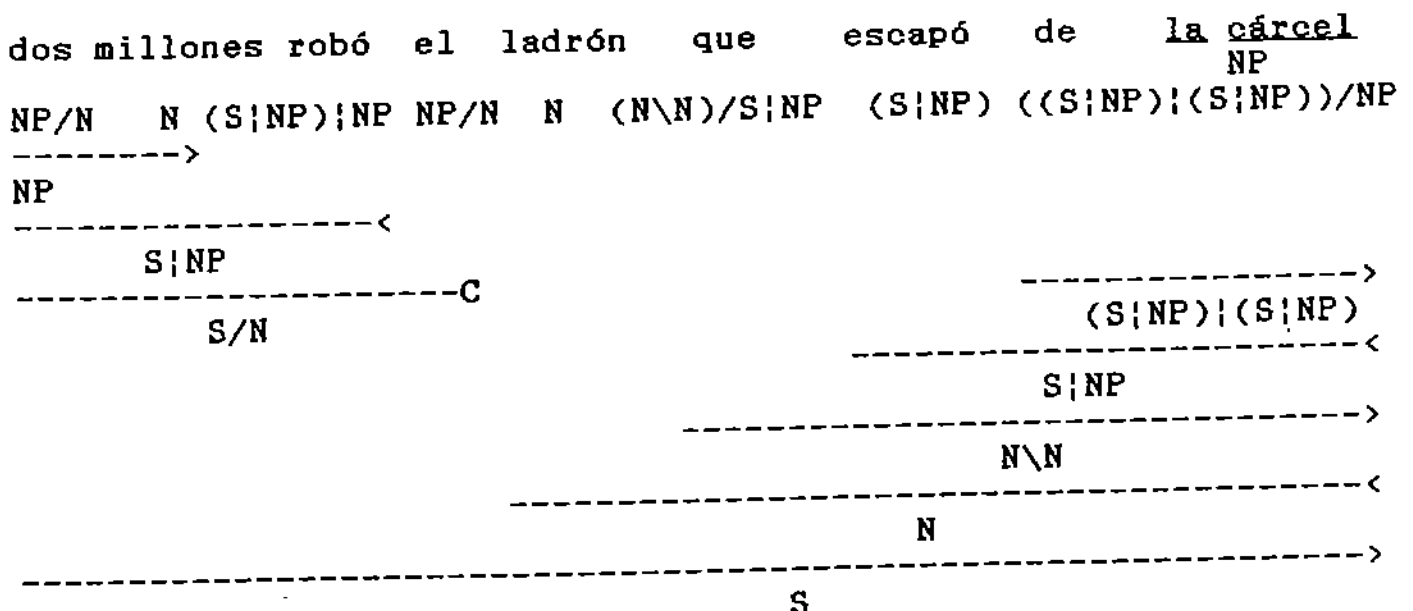 dos millones robó el ladrón que escapó de la cárcel
NP
NP/N N (S¦NP)¦NP NP/N N (N\N)/S¦NP (S¦NP) ((S¦NP)¦(S¦NP))/NP
-------->
NP
-----------------<
S¦NP
--------------------C ---------------->
S/N (S¦NP)¦(S¦NP)
------------------------<
S¦NP
-------------------------------->
N\N
----------------------------------------<
N
---------------------------------------------------------------->
S